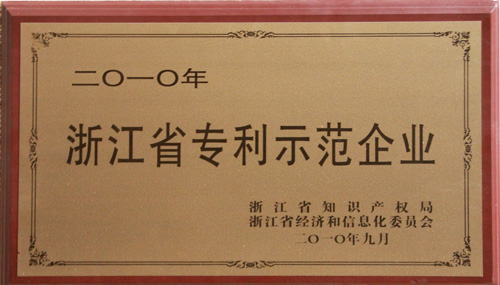 二〇一〇年
浙江省专利示范企业
浙江省知识产权局
浙江省经济和信息化委员会
二〇一〇年九月